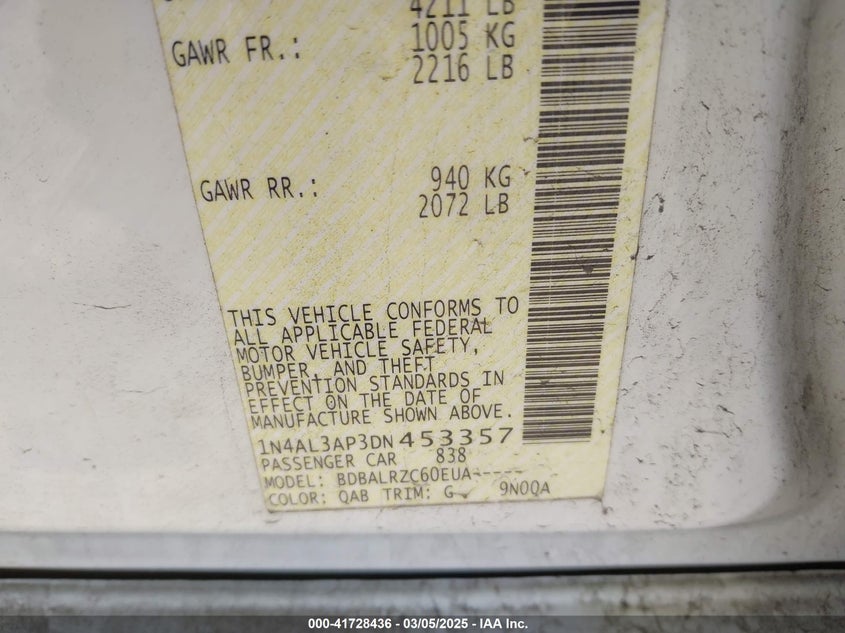 4211 LB
GAWR FR.: 1005 KG
2216 LB
GAWR RR.: 940 KG
2072 LB
THIS VEHICLE CONFORMS TO
ALL APPLICABLE FEDERAL
MOTOR VEHICLE SAFETY,
BUMPER, AND THEFT
PREVENTION STANDARDS IN
EFFECT ON THE DATE OF
MANUFACTURE SHOWN ABOVE.
1N4AL3AP3DN453357
PASSENGER CAR 838
MODEL: BDBALRZC60EUA-----
COLOR: QAB TRIM: G 9N0QA
000-41728436 - 03/05/2025 - IAA Inc.